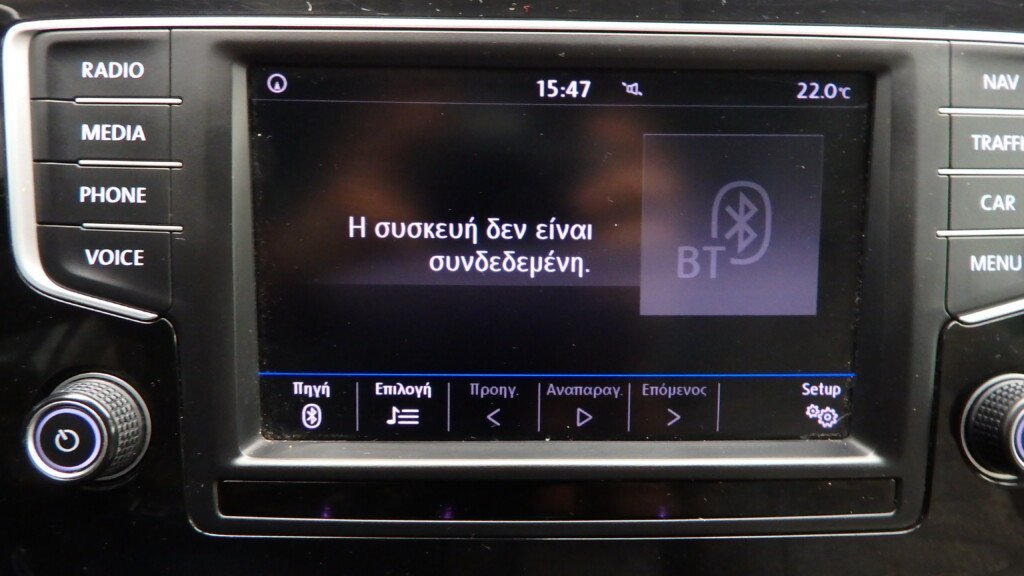 RADIO
MEDIA
PHONE
VOICE
15:47
22.0°C
Η συσκευή δεν είναι
συνδεδεμένη.
BT
Πηγή
Επιλογή
Προηγ.
Αναπαραγ.
Επόμενος
Setup
NAV
TRAFFI
CAR
MENU